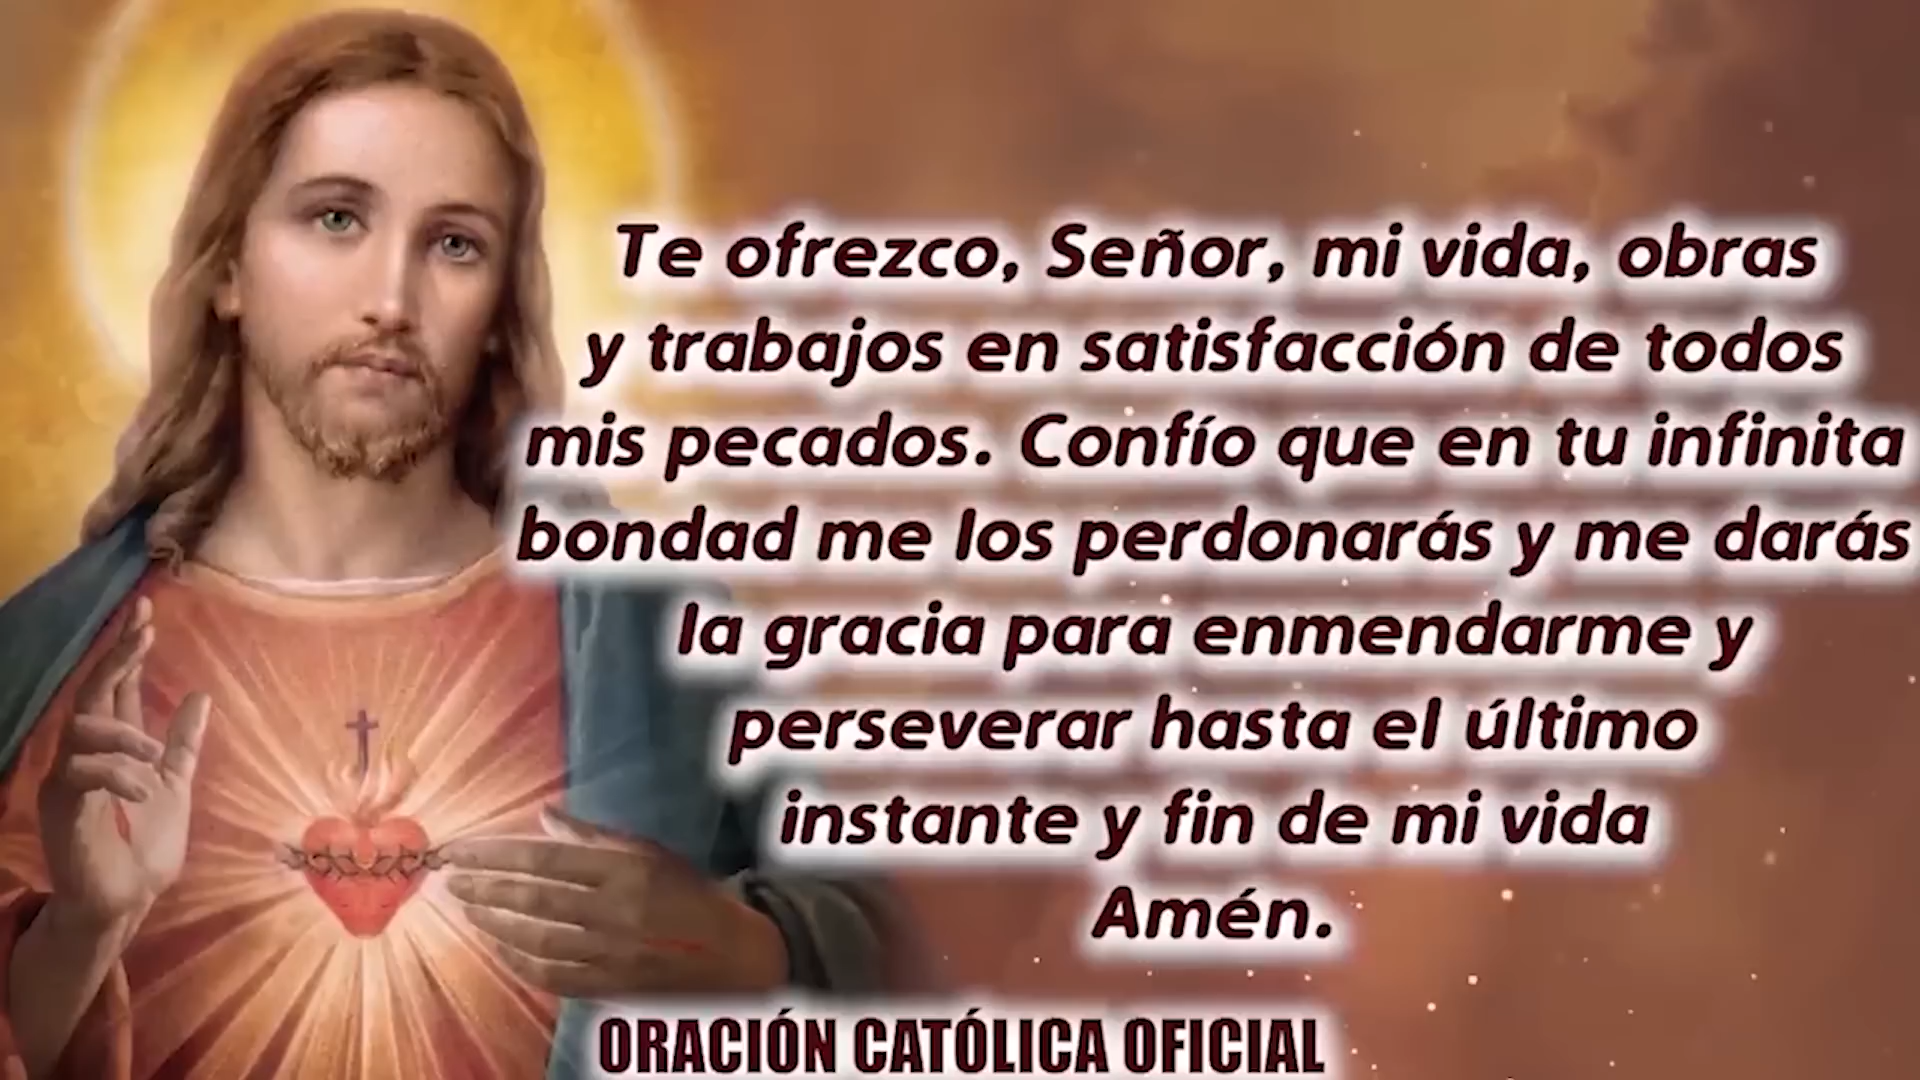 Te ofrezco, Señor, mi vida, obras
y trabajos en satisfacción de todos
mis pecados. Confío que en tu infinita
bondad me los perdonarás y me darás
la gracia para enmendarme y
perseverar hasta el último
instante y fin de mi vida
Amén.
ORACIÓN CATÓLICA OFICIAL